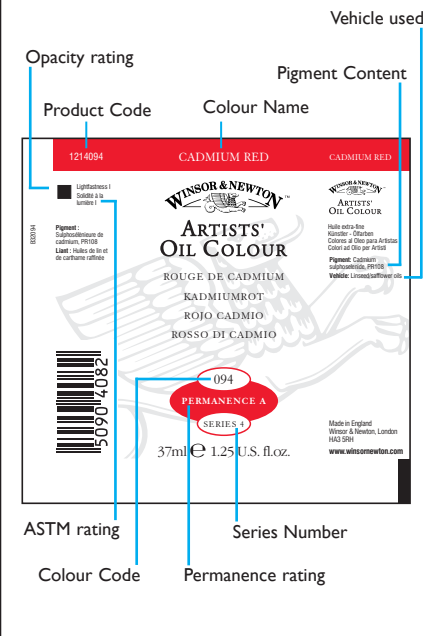 Vehicle used
Opacity rating
Pigment Content
Product Code
Colour Name
1214094
CADMIUM RED
CADMIUM RED
Lightfastness I
Solidité à la
lumière I
B32094
Pigment :
Sulphosélénieure de
cadmium, PR108
Liant : Huiles de lin et
de carthame raffinée
WINSOR & NEWTON™
ARTISTS'
OIL COLOUR
ROUGE DE CADMIUM
KADMIUMROT
ROJO CADMIO
ROSSO DI CADMIO
094
PERMANENCE A
SERIES 4
37ml ℮ 1.25 U.S. fl.oz.
5090 4082
WINSOR & NEWTON
ARTISTS'
OIL COLOUR
Huile extra-fine
Künstler - Ölfarben
Colores al Oleo para Artistas
Colori ad Olio per Artisti
Pigment: Cadmium
sulphoselenide, PR108
Vehicle: Linseed/safflower oils
Made in England
Winsor & Newton, London
HA3 5RH
www.winsornewton.com
ASTM rating
Series Number
Colour Code
Permanence rating